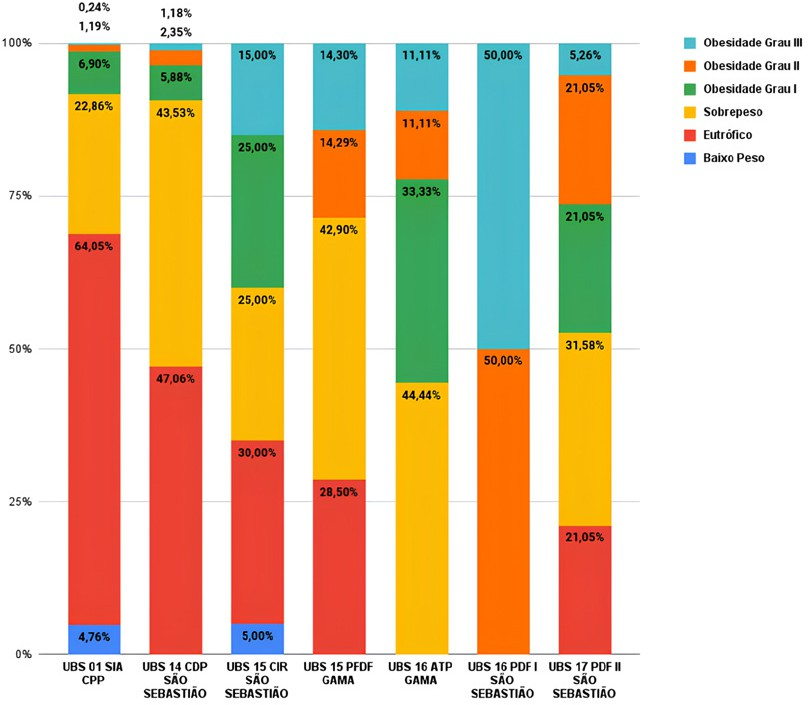 0,24%
1,19%
1,18%
2,35%
100%
75%
50%
25%
0%
6,90%
22,86%
64,05%
4,76%
5,88%
43,53%
47,06%
15,00%
25,00%
25,00%
30,00%
5,00%
14,30%
14,29%
42,90%
28,50%
11,11%
11,11%
33,33%
44,44%
50,00%
50,00%
5,26%
21,05%
21,05%
31,58%
21,05%
UBS 01 SIA
CPP
UBS 14 CDP
SÃO
SEBASTIÃO
UBS 15 CIR
SÃO
SEBASTIÃO
UBS 15 PFDF
GAMA
UBS 16 ATP
GAMA
UBS 16 PDF I
SÃO
SEBASTIÃO
UBS 17 PDF II
SÃO
SEBASTIÃO
Obesidade Grau III
Obesidade Grau II
Obesidade Grau I
Sobrepeso
Eutrófico
Baixo Peso